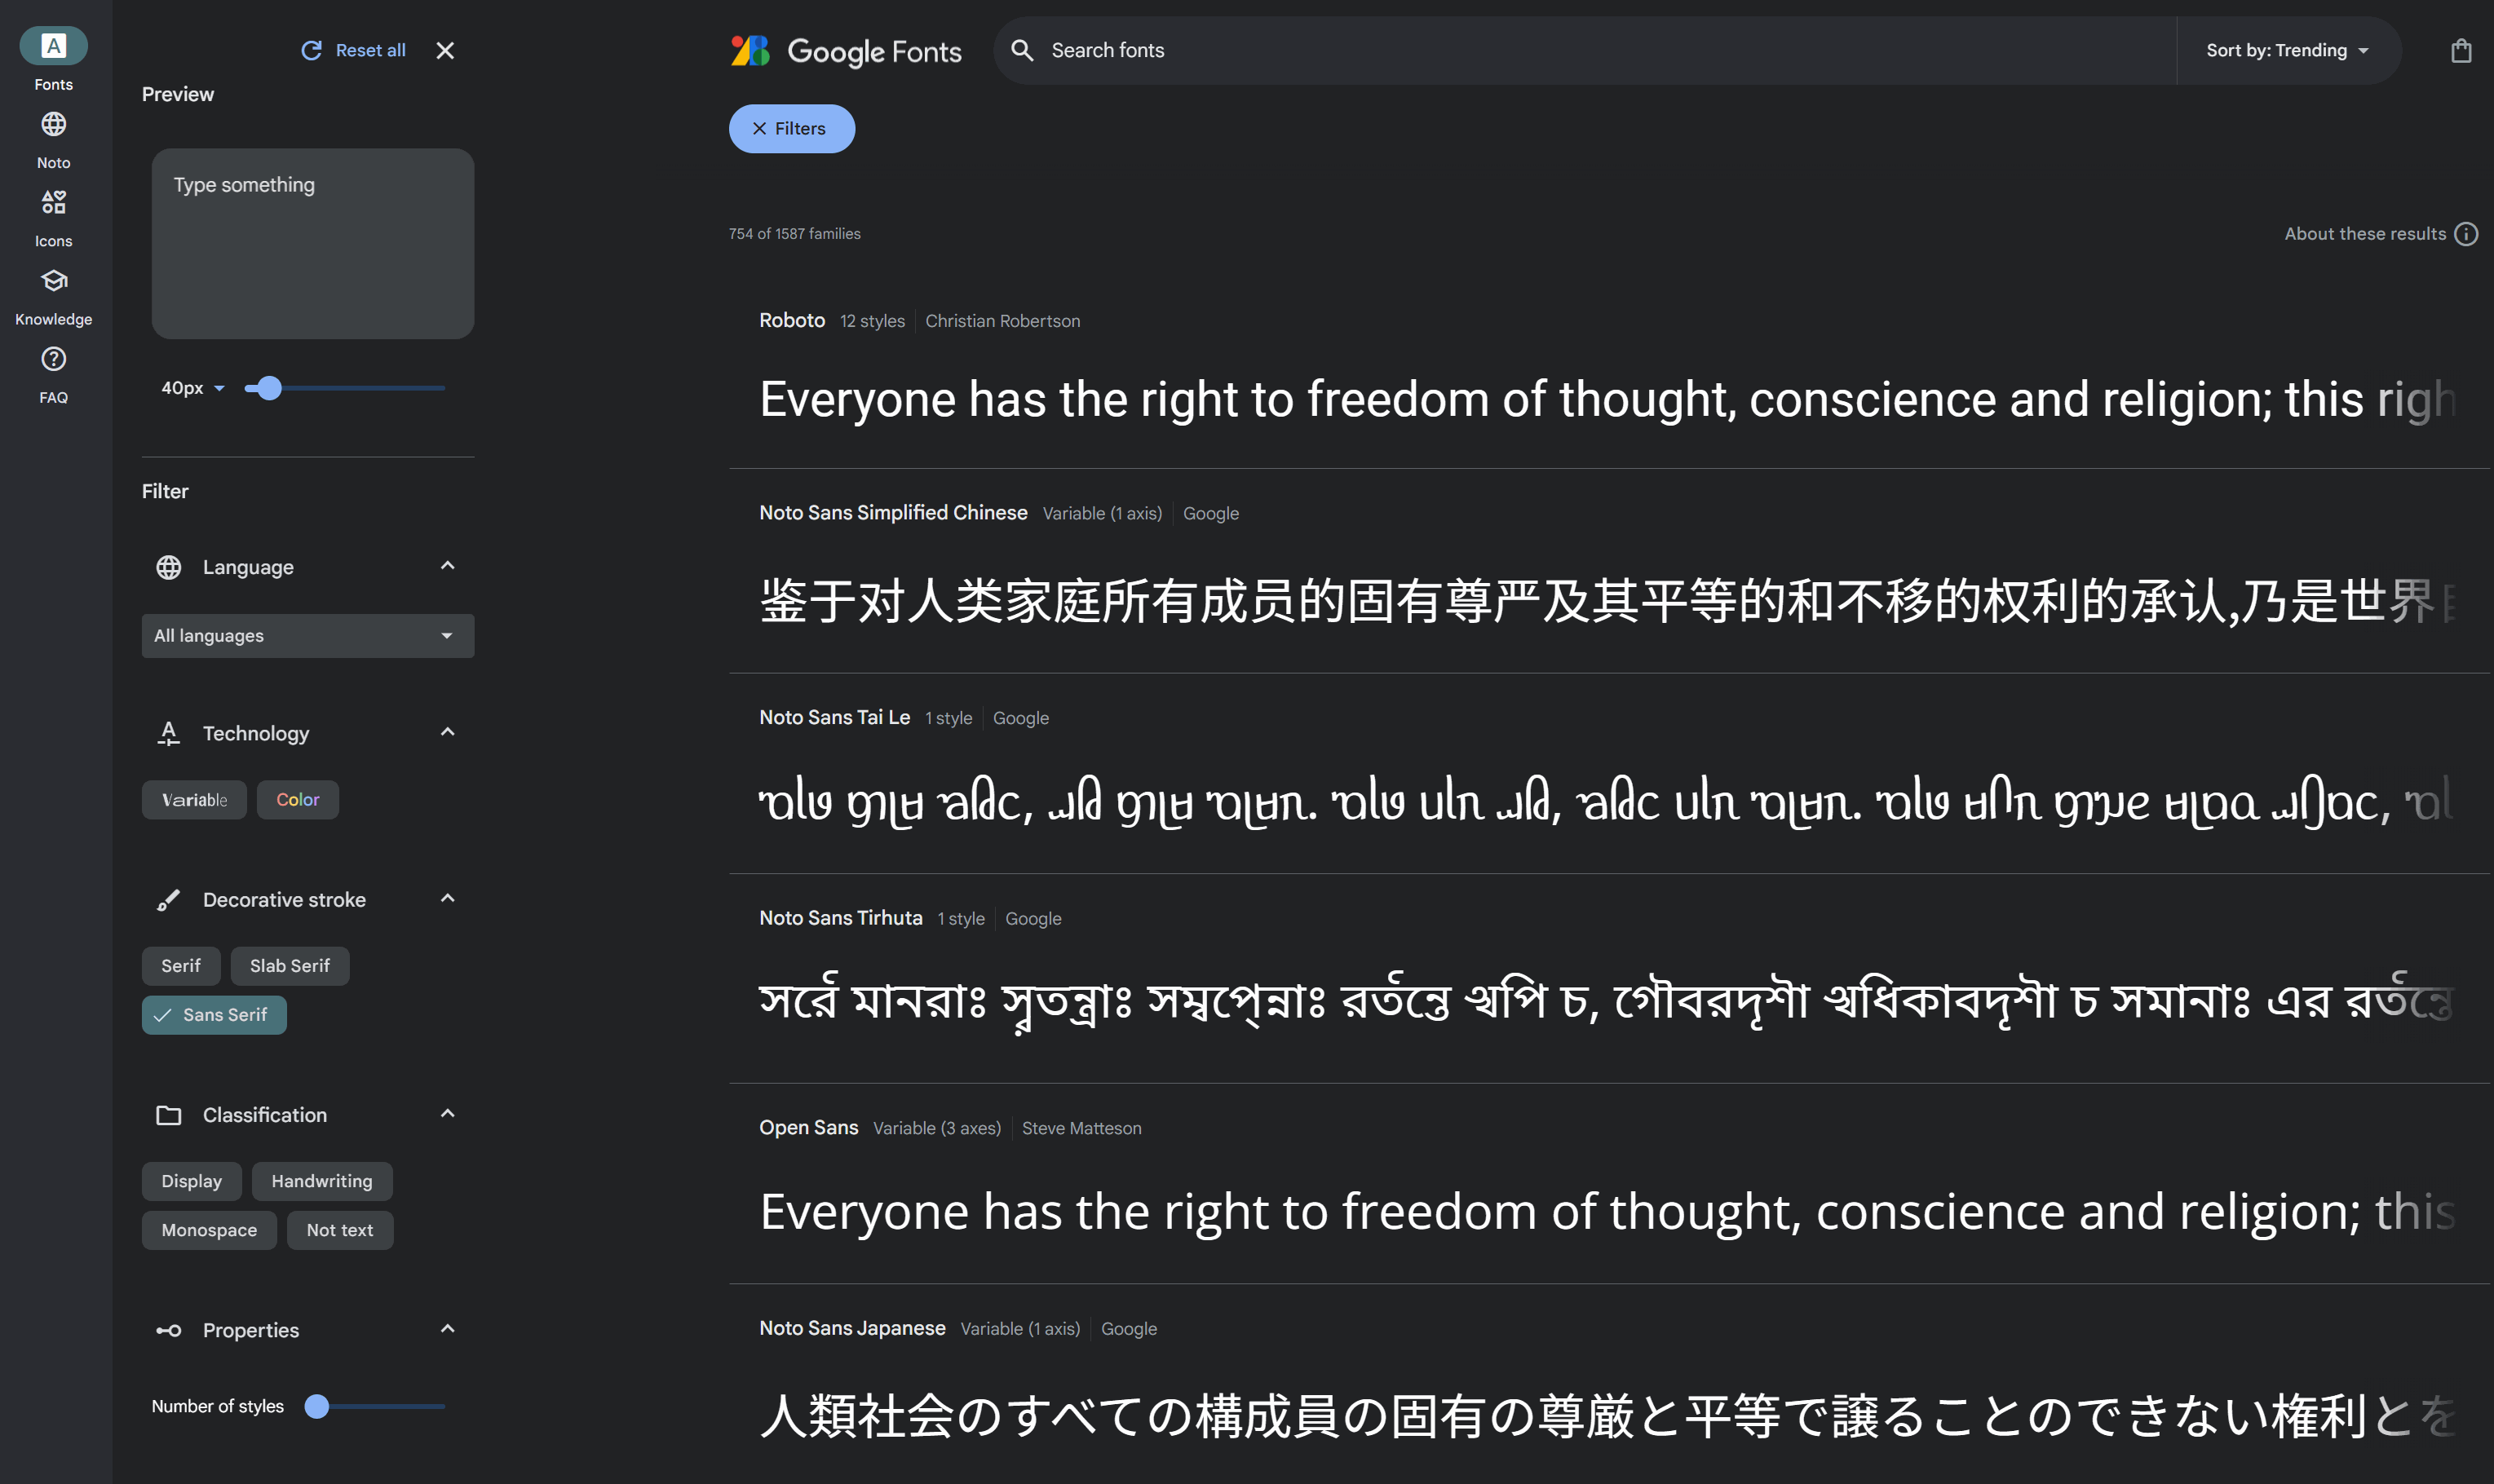 A
Fonts
Noto
Icons
Knowledge
FAQ
Reset all
Preview
Type something
40px
Filter
Language
All languages
Technology
Variable
Color
Decorative stroke
Serif
Slab Serif
Sans Serif
Classification
Display
Handwriting
Monospace
Not text
Properties
Number of styles
Google Fonts
Search fonts
Sort by: Trending
Filters
754 of 1587 families
About these results
Roboto 12 styles Christian Robertson
Everyone has the right to freedom of thought, conscience and religion; this righ
Noto Sans Simplified Chinese Variable (1 axis) Google
鉴于对人类家庭所有成员的固有尊严及其平等的和不移的权利的承认,乃是世界
Noto Sans Tai Le 1 style Google
Noto Sans Tirhuta 1 style Google
Open Sans Variable (3 axes) Steve Matteson
Everyone has the right to freedom of thought, conscience and religion; this
Noto Sans Japanese Variable (1 axis) Google
人類社会のすべての構成員の固有の尊厳と平等で譲ることのできない権利とを